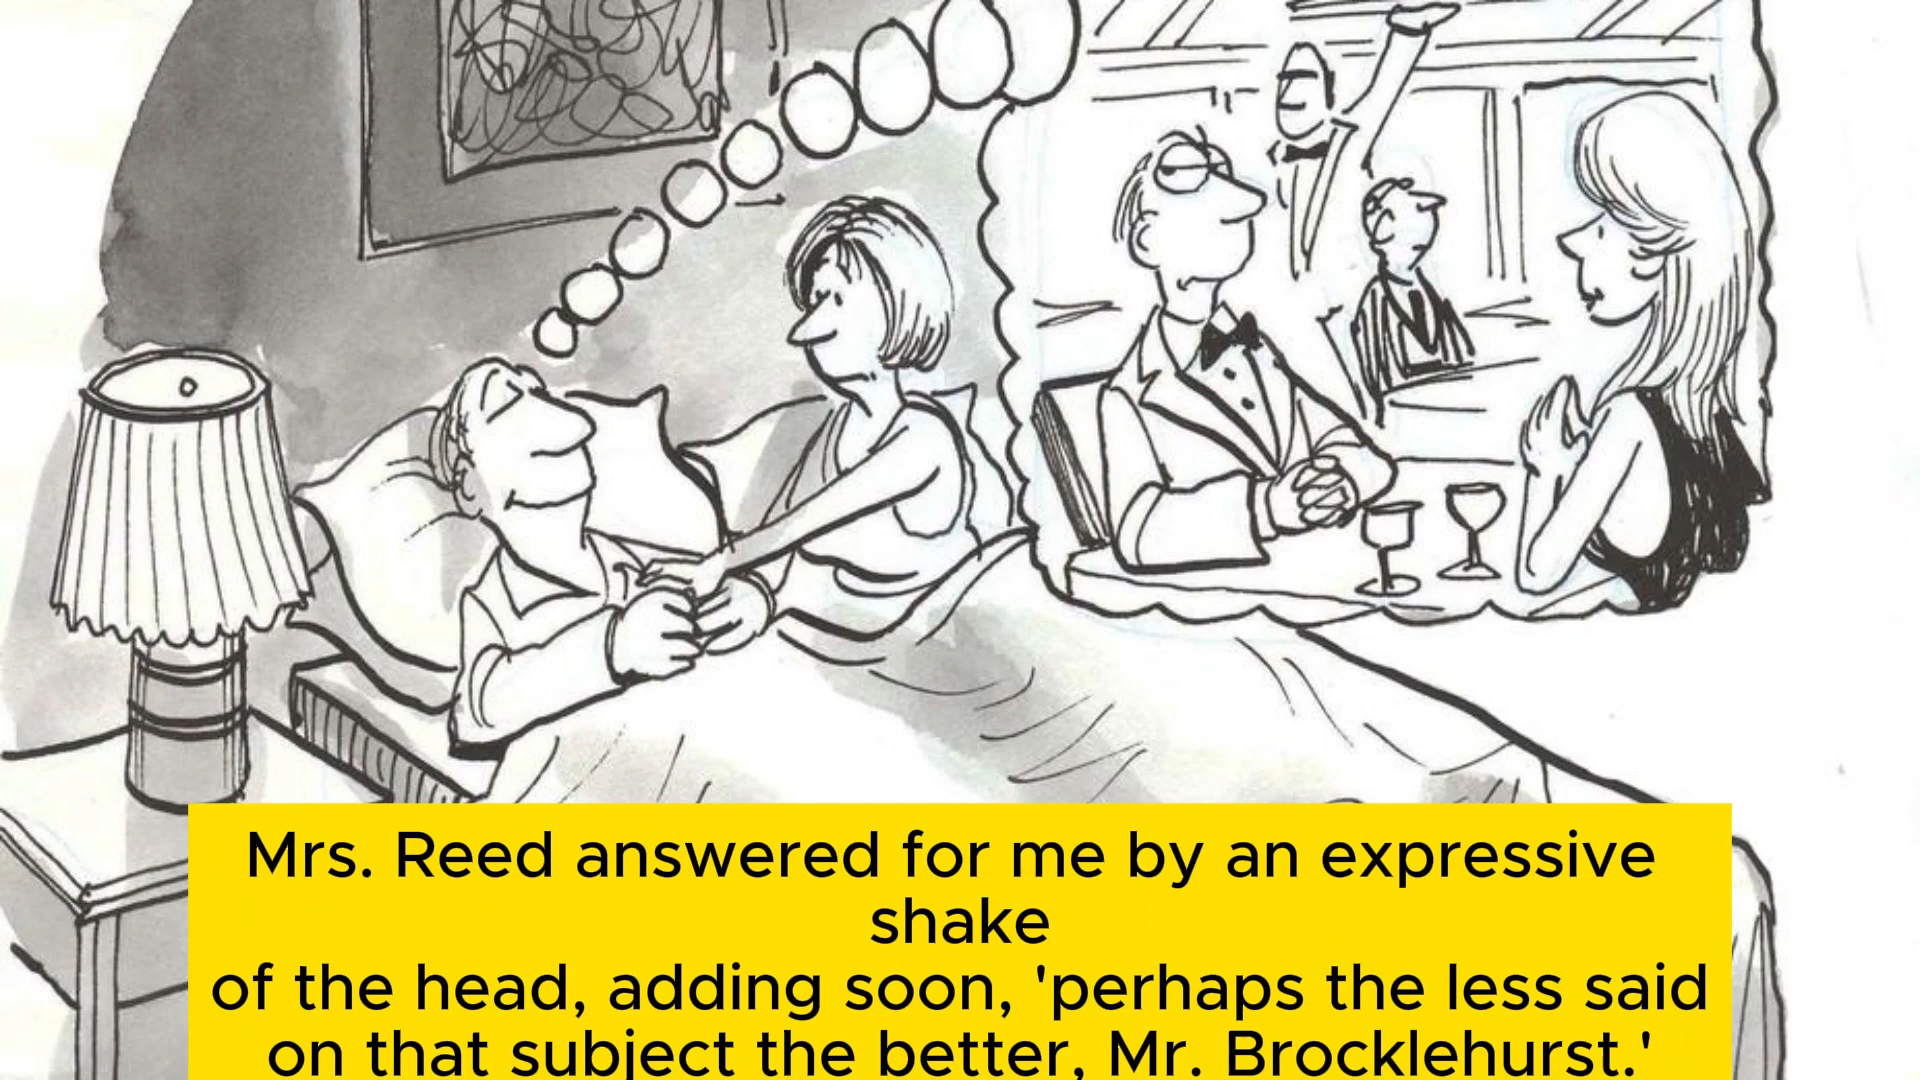 Mrs. Reed answered for me by an expressive
shake
of the head, adding soon, 'perhaps the less said
on that subject the better, Mr. Brocklehurst.'